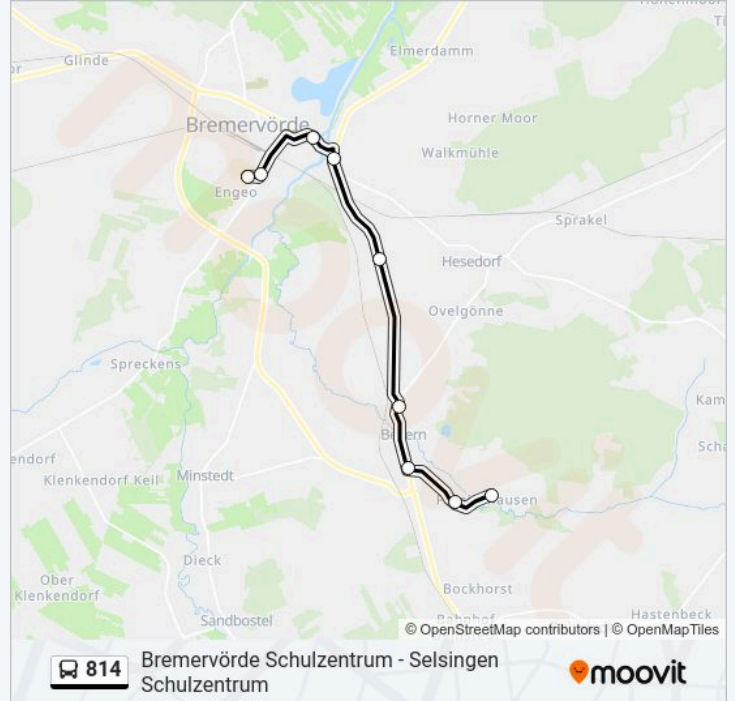 Elmerdamm
Glinde
Bremervörde
Horner Moor
Walkmühle
Engeo
Sprakel
Hesedorf
Ovelgönne
Spreckens
Kam
endorf
Klenkendorf Keil
Minstedt
Dieck
Ober
Klenkendorf
Bockhorst
Hastenbeck
Sandbostel
© OpenStreetMap contributors | © OpenMapTiles
814
Bremervörde Schulzentrum - Selsingen
Schulzentrum
moovit